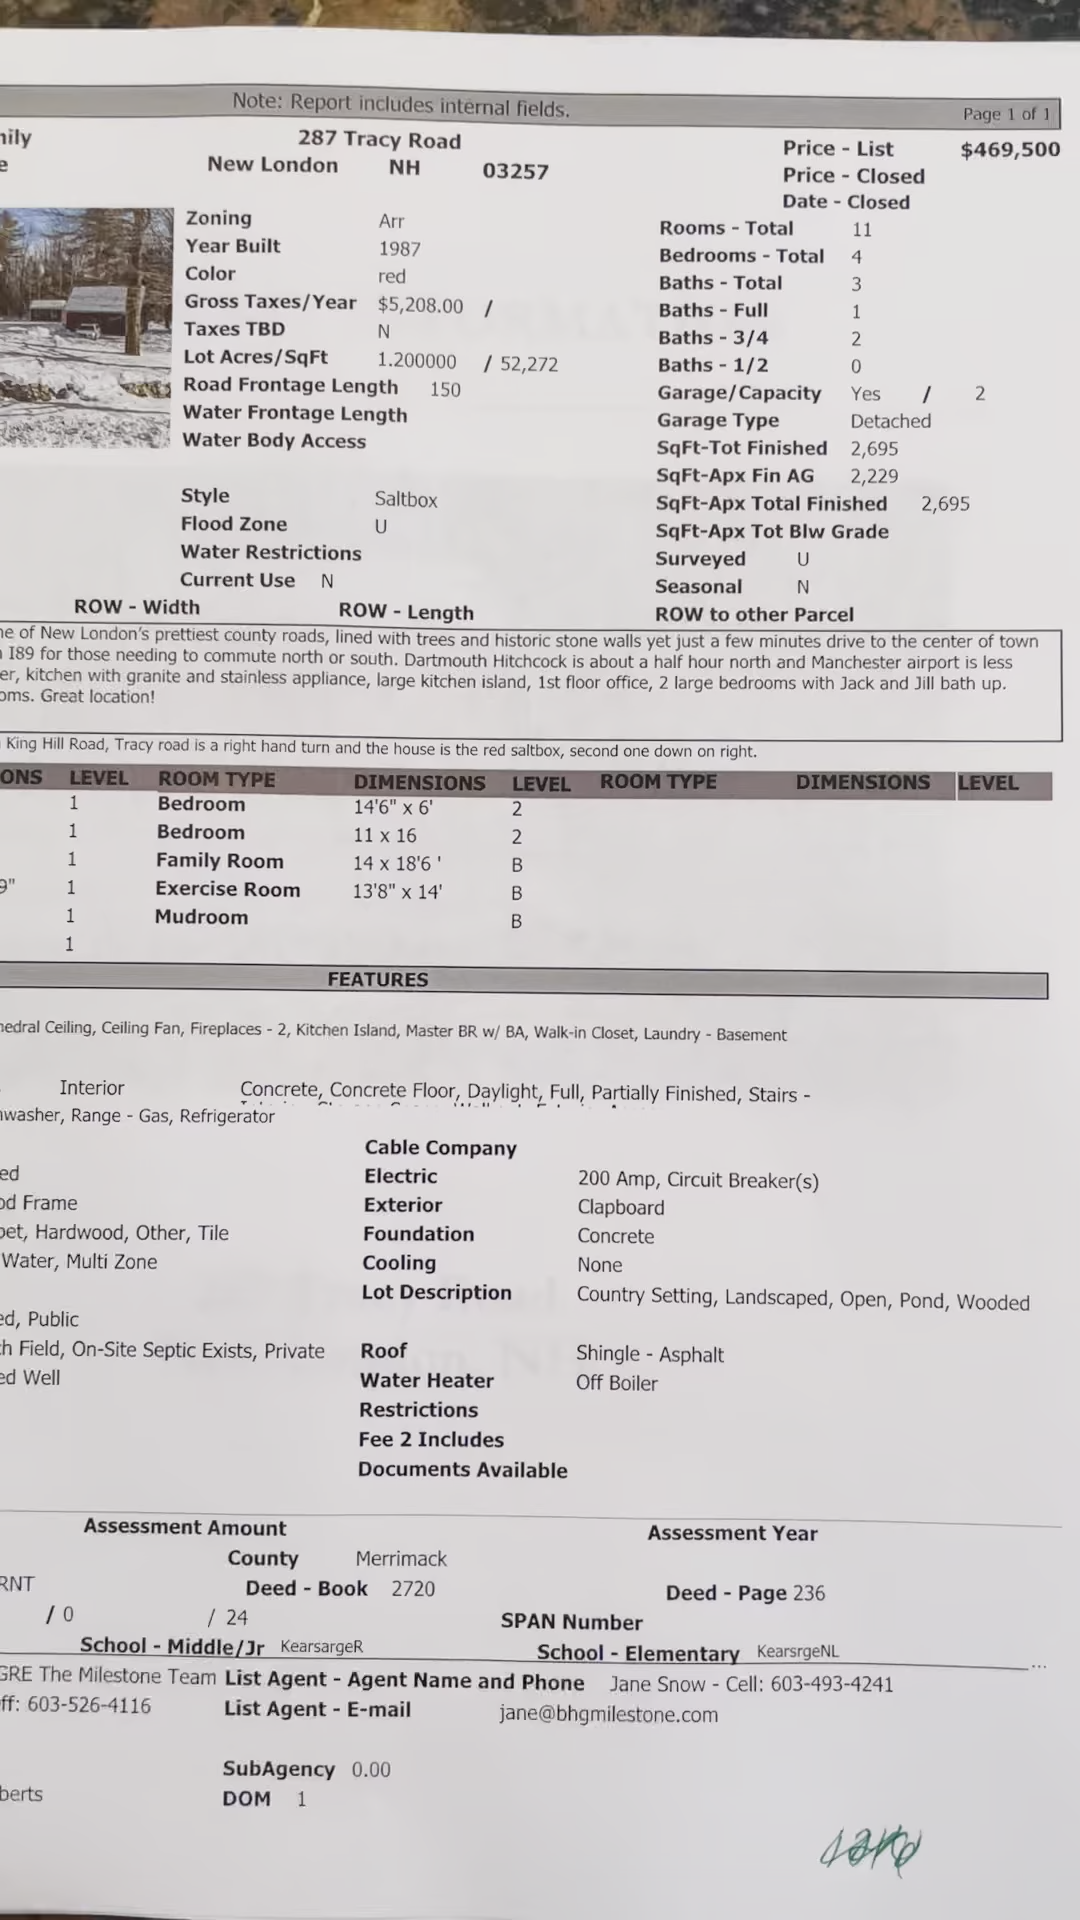 Note: Report includes internal fields.
Page 1 of 1
287 Tracy Road
New London NH 03257
Price - List $469,500
Price - Closed
Date - Closed
Zoning Arr
Year Built 1987
Color red
Gross Taxes/Year $5,208.00 /
Taxes TBD N
Lot Acres/SqFt 1.200000 / 52,272
Road Frontage Length 150
Water Frontage Length
Water Body Access
Style Saltbox
Flood Zone U
Water Restrictions
Current Use N
Rooms - Total 11
Bedrooms - Total 4
Baths - Total 3
Baths - Full 1
Baths - 3/4 2
Baths - 1/2 0
Garage/Capacity Yes / 2
Garage Type Detached
SqFt-Tot Finished 2,695
SqFt-Apx Fin AG 2,229
SqFt-Apx Total Finished 2,695
SqFt-Apx Tot Blw Grade
Surveyed U
Seasonal N
ROW - Width ROW - Length ROW to other Parcel
of New London's prettiest county roads, lined with trees and historic stone walls yet just a few minutes drive to the center of town
I89 for those needing to commute north or south. Dartmouth Hitchcock is about a half hour north and Manchester airport is less
er, kitchen with granite and stainless appliance, large kitchen island, 1st floor office, 2 large bedrooms with Jack and Jill bath up.
oms. Great location!
King Hill Road, Tracy road is a right hand turn and the house is the red saltbox, second one down on right.
ONS LEVEL ROOM TYPE DIMENSIONS LEVEL ROOM TYPE DIMENSIONS LEVEL
1 Bedroom 14'6" x 6' 2
1 Bedroom 11 x 16 2
1 Family Room 14 x 18'6 ' B
9" 1 Exercise Room 13'8" x 14' B
1 Mudroom B
1
FEATURES
hedral Ceiling, Ceiling Fan, Fireplaces - 2, Kitchen Island, Master BR w/ BA, Walk-in Closet, Laundry - Basement
Interior Concrete, Concrete Floor, Daylight, Full, Partially Finished, Stairs -
hwasher, Range - Gas, Refrigerator
Cable Company
ed Electric 200 Amp, Circuit Breaker(s)
od Frame Exterior Clapboard
pet, Hardwood, Other, Tile Foundation Concrete
Water, Multi Zone Cooling None
Lot Description Country Setting, Landscaped, Open, Pond, Wooded
ed, Public
h Field, On-Site Septic Exists, Private Roof Shingle - Asphalt
ed Well Water Heater Off Boiler
Restrictions
Fee 2 Includes
Documents Available
Assessment Amount Assessment Year
County Merrimack
RNT Deed - Book 2720 Deed - Page 236
/ 0 / 24 SPAN Number
School - Middle/Jr KearsargeR School - Elementary KearsrgeNL
GRE The Milestone Team List Agent - Agent Name and Phone Jane Snow - Cell: 603-493-4241
ff: 603-526-4116 List Agent - E-mail jane@bhgmilestone.com
SubAgency 0.00
berts DOM 1